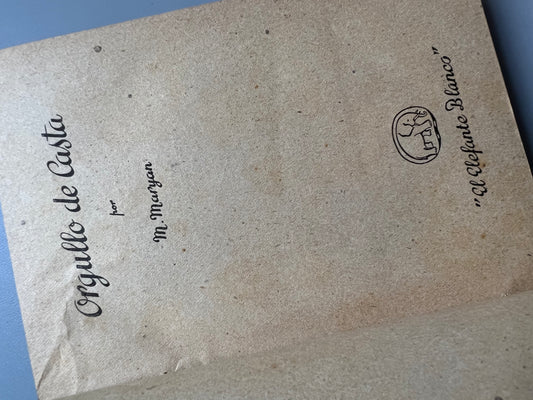 Orgullo de Casta
por
M. Maryan
"El Elefante Blanco"